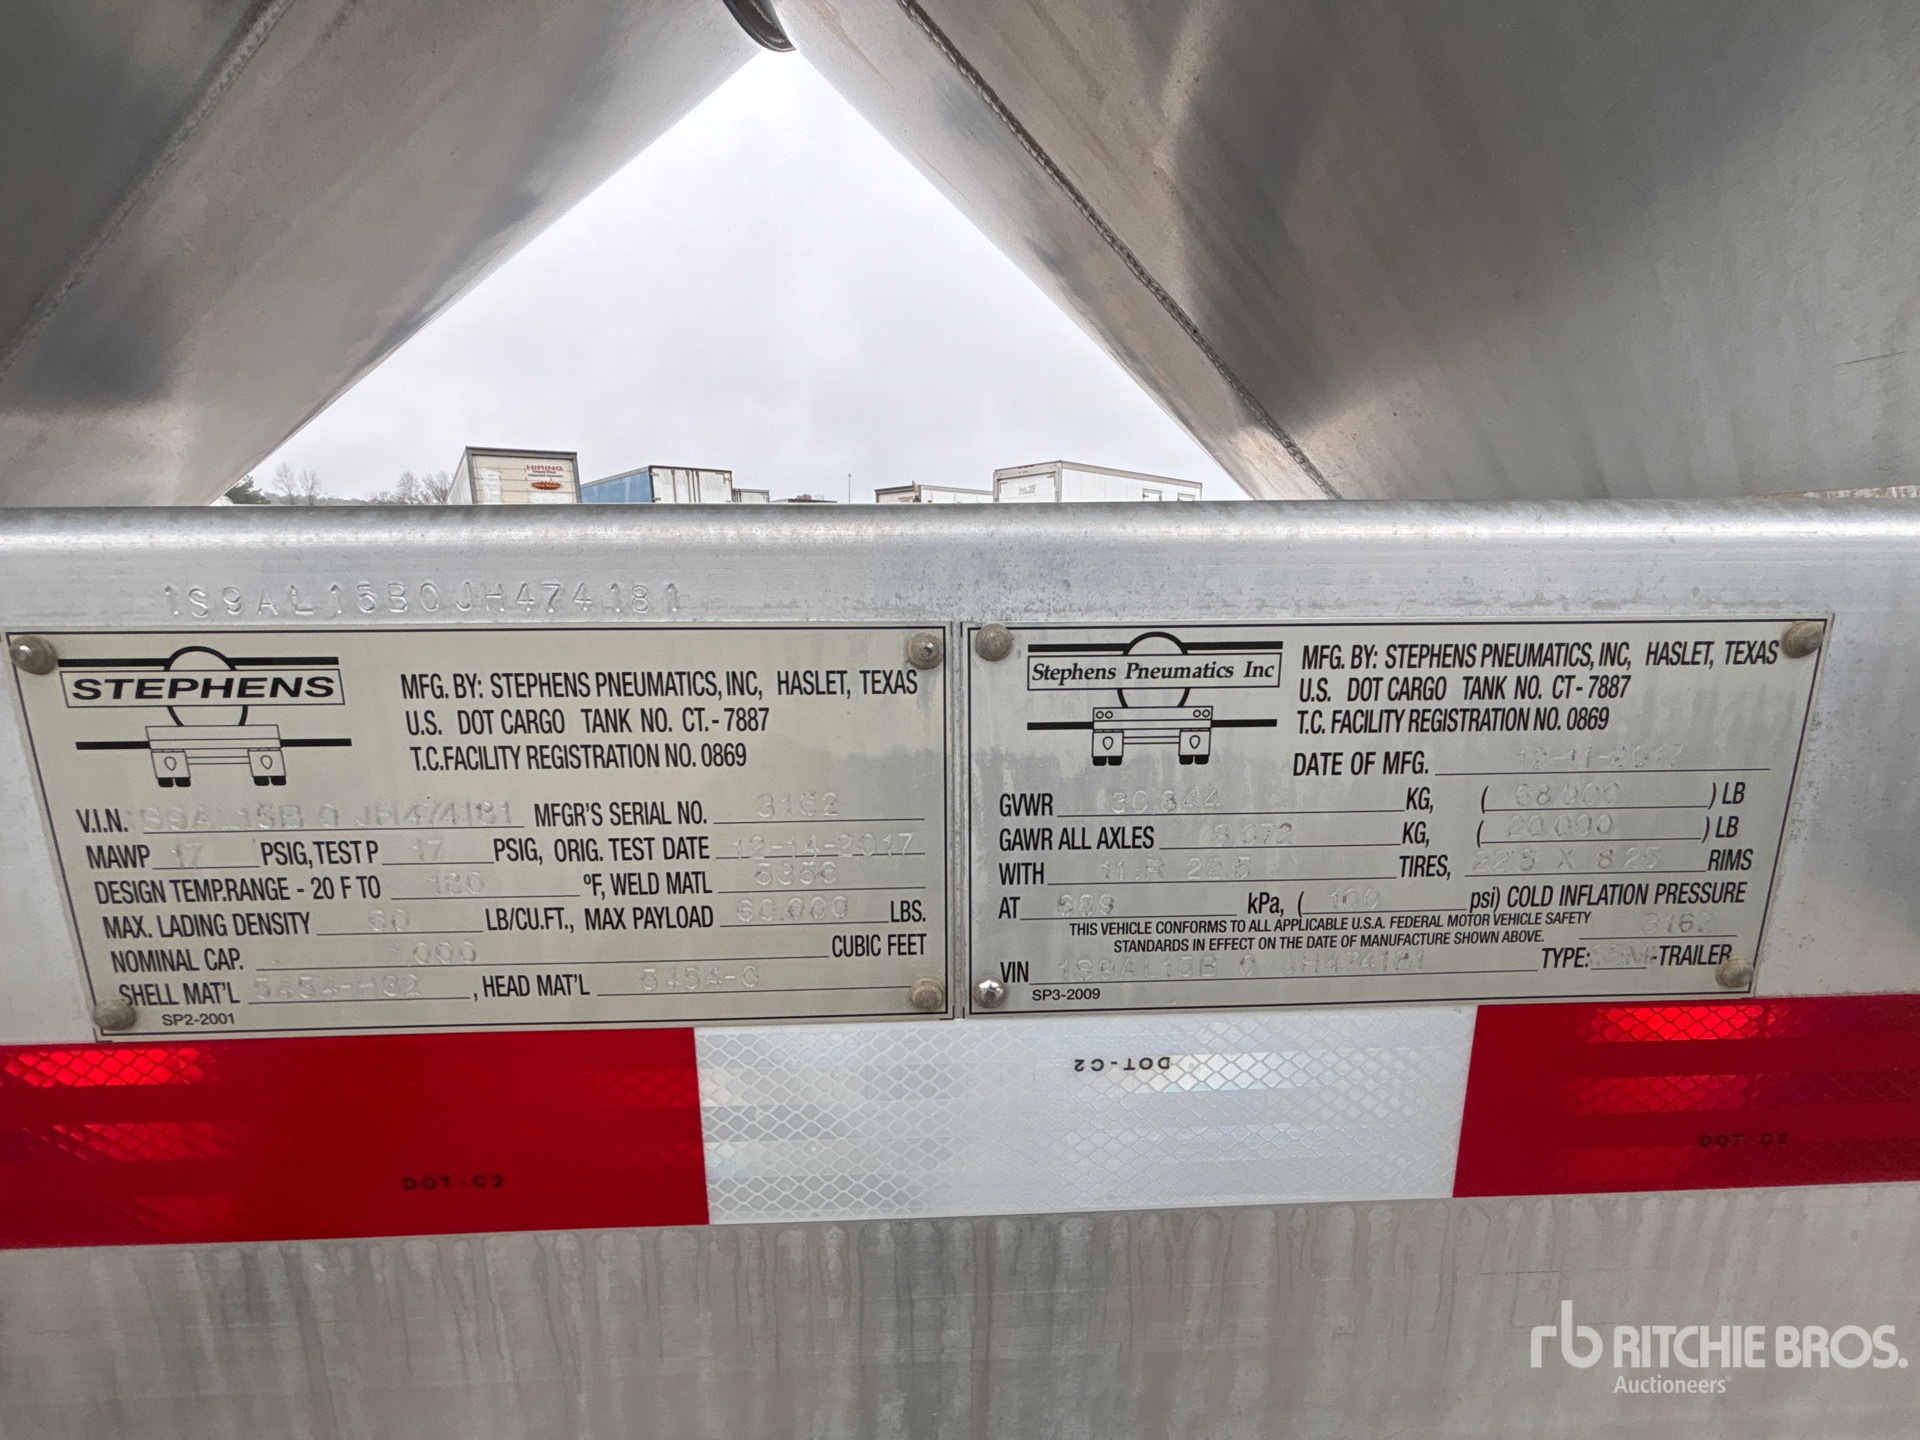 HIRING
1S9AL15B0JH474181
STEPHENS
MFG. BY: STEPHENS PNEUMATICS, INC, HASLET, TEXAS
U.S. DOT CARGO TANK NO. CT.-7887
T.C.FACILITY REGISTRATION NO. 0869
V.I.N. 1S9AL15B 0 JH474181 MFGR'S SERIAL NO. 3162
MAWP 17 PSIG, TEST P 17 PSIG, ORIG. TEST DATE 12-14-2017
DESIGN TEMP.RANGE - 20 F TO 180 ºF, WELD MATL 5356
MAX. LADING DENSITY 60 LB/CU.FT., MAX PAYLOAD 60.000 LBS.
NOMINAL CAP. 1000 CUBIC FEET
SHELL MAT'L 5454-H32, HEAD MAT'L 5454-0
SP2-2001
Stephens Pneumatics Inc
MFG. BY: STEPHENS PNEUMATICS, INC, HASLET, TEXAS
U.S. DOT CARGO TANK NO. CT-7887
T.C. FACILITY REGISTRATION NO. 0869
DATE OF MFG. 12-11-2017
GVWR 30844 KG, ( 68 000 ) LB
GAWR ALL AXLES 9.072 KG, ( 20 000 ) LB
WITH 11.R 22.5 TIRES, 22.5 X 8.25 RIMS
AT 689 kPa, ( 100 psi) COLD INFLATION PRESSURE
THIS VEHICLE CONFORMS TO ALL APPLICABLE U.S.A. FEDERAL MOTOR VEHICLE SAFETY 3162
STANDARDS IN EFFECT ON THE DATE OF MANUFACTURE SHOWN ABOVE.
VIN 1S9AL15B 0 JH474181 TYPE: -TRAILER
SP3-2009
DOT-C2
DOT-C2
DOT-C2
rb RITCHIE BROS.
Auctioneers